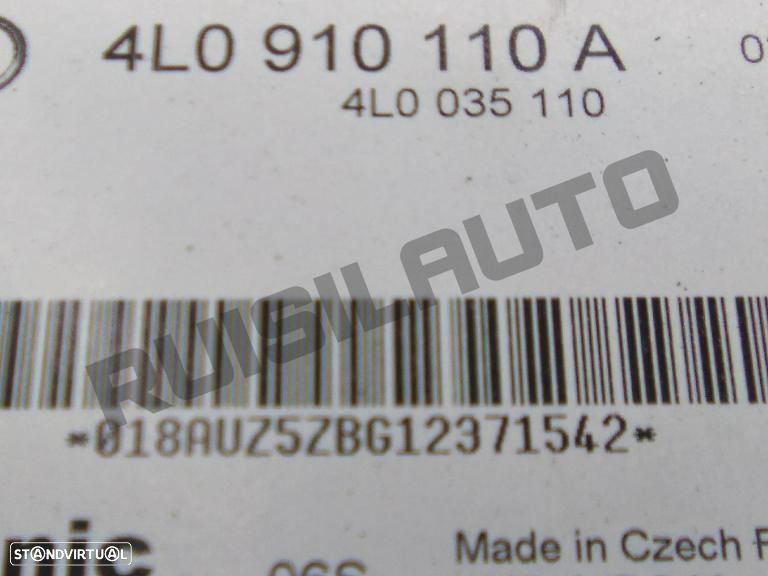 4L0 910 110 A
4L0 035 110
RUISILAUTO
*018AUZ5ZBG12371542*
Made in Czech
STANDVIRTUAL